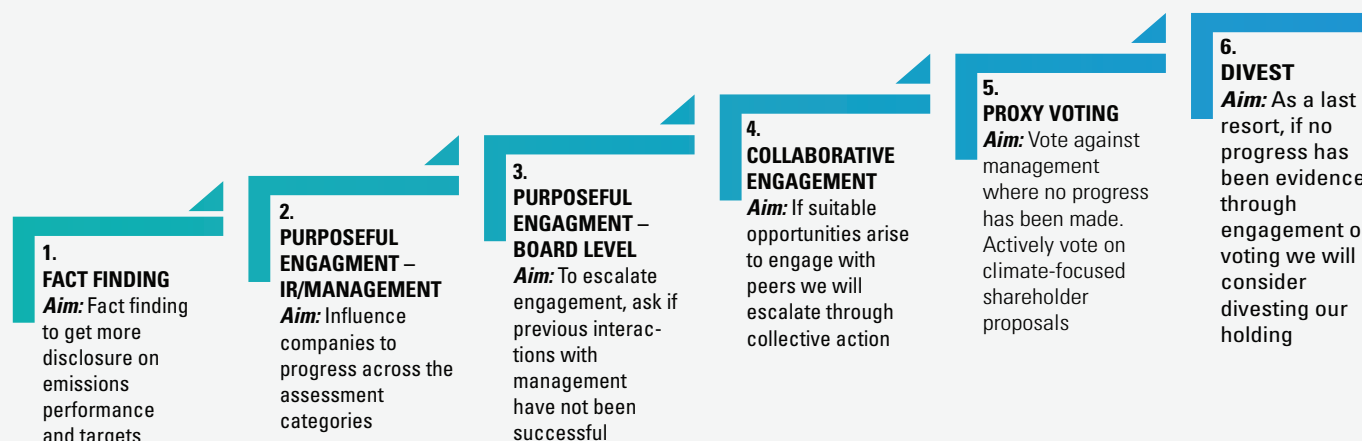 1.
FACT FINDING
Aim: Fact finding
to get more
disclosure on
emissions
performance
and targets
2.
PURPOSEFUL
ENGAGMENT –
IR/MANAGEMENT
Aim: Influence
companies to
progress across the
assessment
categories
3.
PURPOSEFUL
ENGAGMENT –
BOARD LEVEL
Aim: To escalate
engagement, ask if
previous interac-
tions with
management
have not been
successful
4.
COLLABORATIVE
ENGAGEMENT
Aim: If suitable
opportunities arise
to engage with
peers we will
escalate through
collective action
5.
PROXY VOTING
Aim: Vote against
management
where no progress
has been made.
Actively vote on
climate-focused
shareholder
proposals
6.
DIVEST
Aim: As a last
resort, if no
progress has
been evidence
through
engagement o
voting we will
consider
divesting our
holding